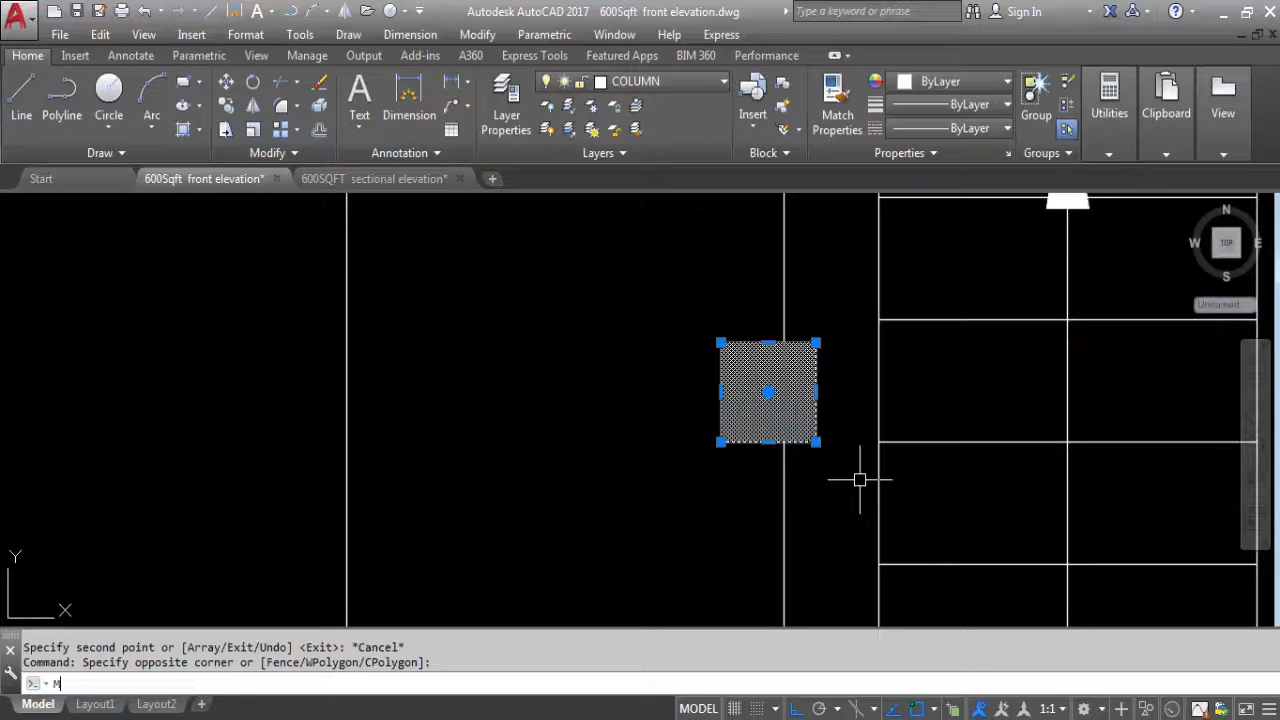 Autodesk AutoCAD 2017 600Sqft front elevation.dwg
Type a keyword or phrase
Sign In
File Edit View Insert Format Tools Draw Dimension Modify Parametric Window Help Express
Home Insert Annotate Parametric View Manage Output Add-ins A360 Express Tools Featured Apps BIM 360 Performance
COLUMN
ByLayer
ByLayer
ByLayer
Line Polyline Circle Arc Text Dimension Layer Properties Insert Match Properties Group Utilities Clipboard View
Draw Modify Annotation Layers Block Properties Groups
Start 600Sqft front elevation* 600SQFT sectional elevation*
N
W TOP E
S
Unnamed
Y
X
Specify second point or [Array/Exit/Undo] <Exit>: *Cancel*
Command: Specify opposite corner or [Fence/WPolygon/CPolygon]:
M
Model Layout1 Layout2
MODEL 1:1